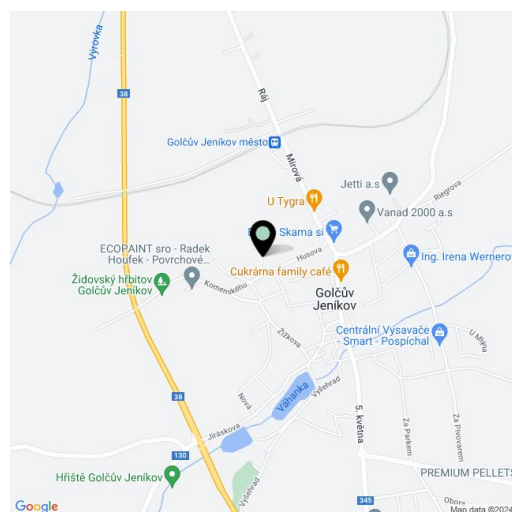 Výrovka
38
Ráj
Golčův Jeníkov město
Mírová
Jetti a.s
Riegrova
U Tygra
Vanad 2000 a.s
Skama s
ECOPAINT sro - Radek
Houfek - Povrchové...
Husova
Ing. Irena Wernerov
Židovský hřbitov
Golčův Jeníkov
Komenského
Cukrárna family café
Golčův
Jeníkov
Žižkova
Centrální Vysavače
- Smart - Pospíchal
U Mlýna
Nová
Váhanka
Vyšehrad
38
5. května
Jiráskova
Za Parkem
Za Pivovarem
130
Hřiště Golčův Jeníkov
PREMIUM PELLETS
Vyšehrad
345
Obora
Google
Map data ©2024